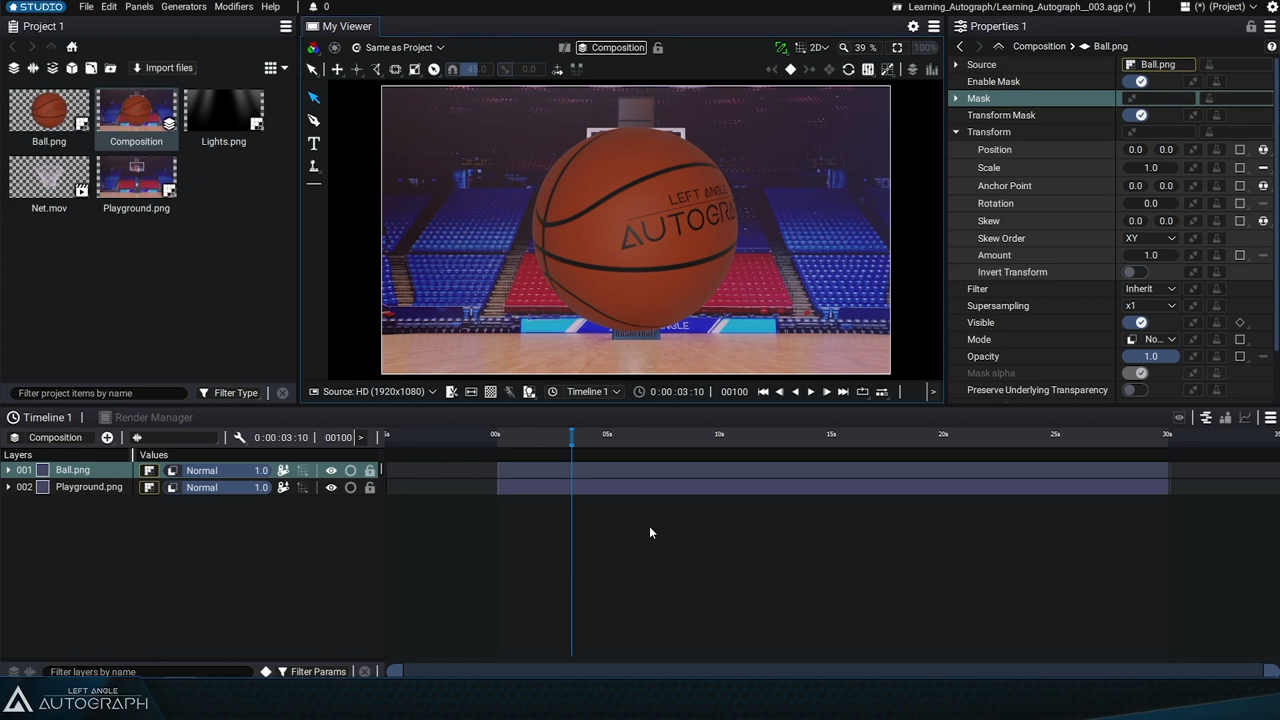 STUDIO File Edit Panels Generators Modifiers Help 0 Learning_Autograph/Learning_Autograph__003.agp (*) (*) (Project)
Project 1
Import files
Ball.png Composition Lights.png
Net.mov Playground.png
Filter project items by name Filter Type
My Viewer
Same as Project Composition 2D 39 % 100%
45.0 0.0
T
LEFT ANGLE
AUTOGRA
BASKETBALL
ANGLE
Source: HD (1920x1080) Timeline 1 0:00:03:10 00100 >
Properties 1
Composition Ball.png ?
Source Ball.png
Enable Mask
Mask
Transform Mask
Transform
Position 0.0 0.0
Scale 1.0
Anchor Point 0.0 0.0
Rotation 0.0
Skew 0.0 0.0
Skew Order XY
Amount 1.0
Invert Transform
Filter Inherit
Supersampling x1
Visible
Mode No...
Opacity 1.0
Mask alpha
Preserve Underlying Transparency
Timeline 1 Render Manager
Composition 0:00:03:10 00100 >
00s 05s 10s 15s 20s 25s 30s
Layers Values
001 Ball.png Normal 1.0
002 Playground.png Normal 1.0
Filter layers by name Filter Params
LEFT ANGLE
AUTOGRAPH